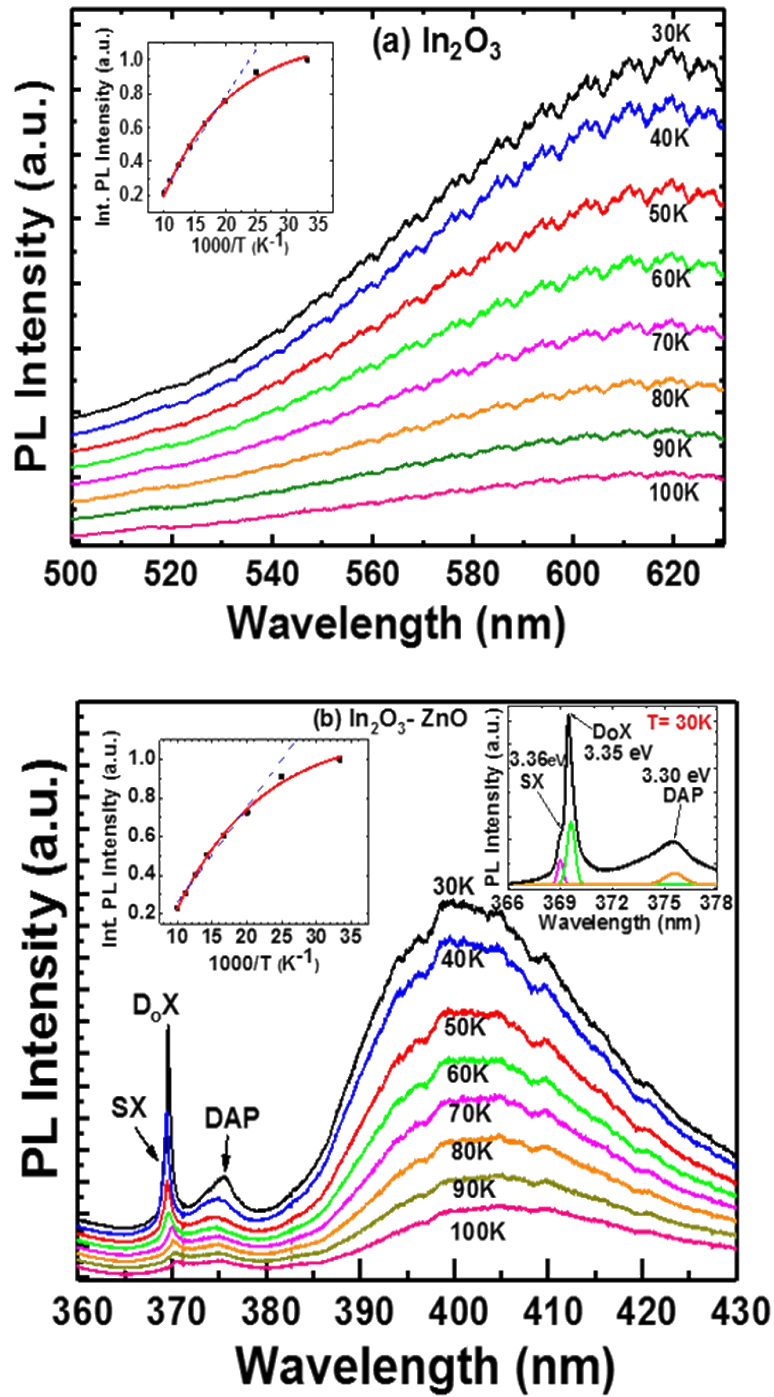 (a) In2O3
30K
40K
50K
60K
70K
80K
90K
100K
PL Intensity (a.u.)
500 520 540 560 580 600 620
Wavelength (nm)
Int. PL Intensity (a.u.)
1.0
0.8
0.6
0.4
0.2
10 15 20 25 30 35
1000/T (K-1)
(b) In2O3- ZnO
30K
40K
50K
60K
70K
80K
90K
100K
DoX
SX
DAP
PL Intensity (a.u.)
360 370 380 390 400 410 420 430
Wavelength (nm)
Int. PL Intensity (a.u.)
1.0
0.8
0.6
0.4
0.2
10 15 20 25 30 35
1000/T (K-1)
T= 30K
DoX
3.35 eV
3.36eV
SX
3.30 eV
DAP
PL Intensity (a.u.)
366 369 372 375 378
Wavelength (nm)